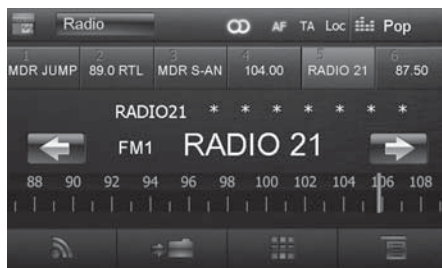 Radio AF TA Loc Pop
1 2 3 4 5 6
MDR JUMP 89.0 RTL MDR S-AN 104.00 RADIO 21 87.50
RADIO21 * * * * * * *
FM1 RADIO 21
88 90 92 94 96 98 100 102 104 106 108